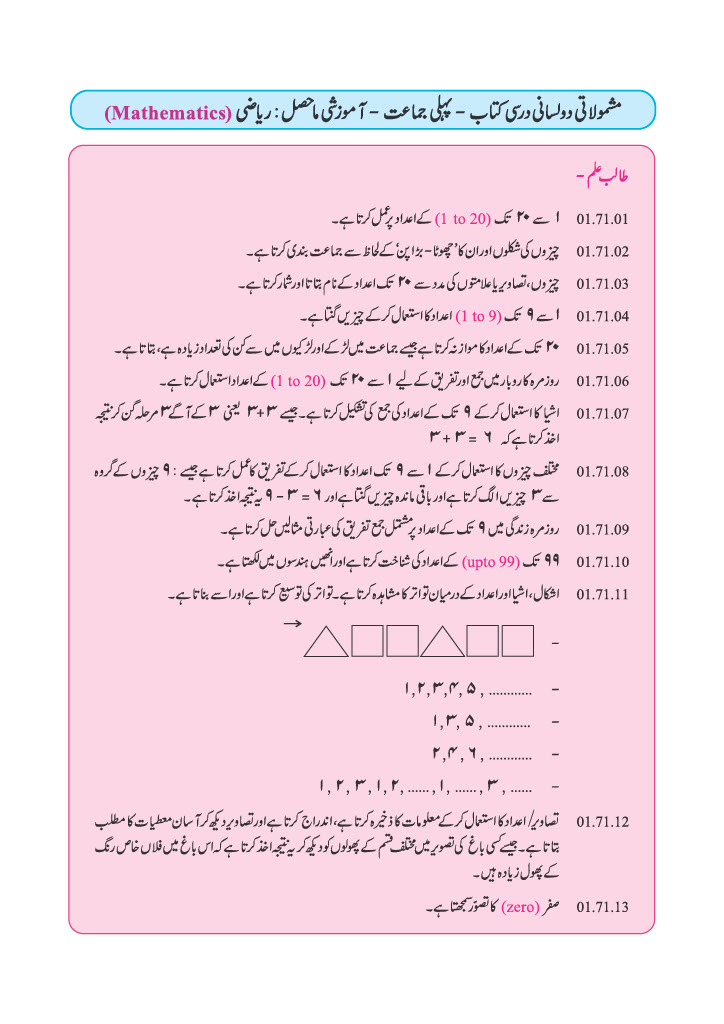 مشمولاتی دولسانی درسی کتاب - پہلی جماعت - آموزشی ماحصل : ریاضی (Mathematics)
طالب علم -
01.71.01 ۱ سے ۲۰ تک (1 to 20) کے اعداد پر عمل کرتا ہے۔
01.71.02 چیزوں کی شکلوں اور ان کا ’چھوٹا - بڑا پن‘ کے لحاظ سے جماعت بندی کرتا ہے۔
01.71.03 چیزوں، تصاویر یا علامتوں کی مدد سے ۲۰ تک اعداد کے نام بتاتا اور شمار کرتا ہے۔
01.71.04 ۱ سے ۹ تک (1 to 9) اعداد کا استعمال کر کے چیزیں گنتا ہے۔
01.71.05 ۲۰ تک کے اعداد کا موازنہ کرتا ہے جیسے جماعت میں لڑکے اور لڑکیوں میں سے کن کی تعداد زیادہ ہے، بتاتا ہے۔
01.71.06 روزمرہ کاروبار میں جمع اور تفریق کے لیے ۱ سے ۲۰ تک (1 to 20) کے اعداد استعمال کرتا ہے۔
01.71.07 اشیا کا استعمال کر کے ۹ تک کے اعداد کی جمع کی تشکیل کرتا ہے۔ جیسے ۳+۳ یعنی ۳ کے آگے ۳ مرحلہ گن کر نتیجہ
اخذ کرتا ہے کہ ۳ + ۳ = ۶
01.71.08 مختلف چیزوں کا استعمال کر کے ۱ سے ۹ تک اعداد کا استعمال کر کے تفریق کا عمل کرتا ہے جیسے : ۹ چیزوں کے گروہ
سے ۳ چیزیں الگ کرتا ہے اور باقی ماندہ چیزیں گنتا ہے اور ۶ = ۳ - ۹ یہ نتیجہ اخذ کرتا ہے۔
01.71.09 روزمرہ زندگی میں ۹ تک کے اعداد پر مشتمل جمع تفریق کی عبارتی مثالیں حل کرتا ہے۔
01.71.10 ۹۹ تک (upto 99) کے اعداد کی شناخت کرتا ہے اور انھیں ہندسوں میں لکھتا ہے۔
01.71.11 اشکال، اشیا اور اعداد کے درمیان تواتر کا مشاہدہ کرتا ہے۔ تواتر کی توسیع کرتا ہے اور اسے بناتا ہے۔
→ -
- ۱,۲,۳,۴,۵ , ............
- ۱,۳,۵ , ............
- ۲,۴,۶ , ............
- ۱, ۲, ۳, ۱, ۲, ......, ۱, ......, ۳, ......
01.71.12 تصاویر/اعداد کا استعمال کر کے معلومات کا ذخیرہ کرتا ہے، اندراج کرتا ہے اور تصاویر دیکھ کر آسان معطیات کا مطلب
بتاتا ہے۔ جیسے کسی باغ کی تصویر میں مختلف قسم کے پھولوں کو دیکھ کر یہ نتیجہ اخذ کرتا ہے کہ اس باغ میں فلاں خاص رنگ
کے پھول زیادہ ہیں۔
01.71.13 صفر (zero) کا تصوّر سمجھتا ہے۔